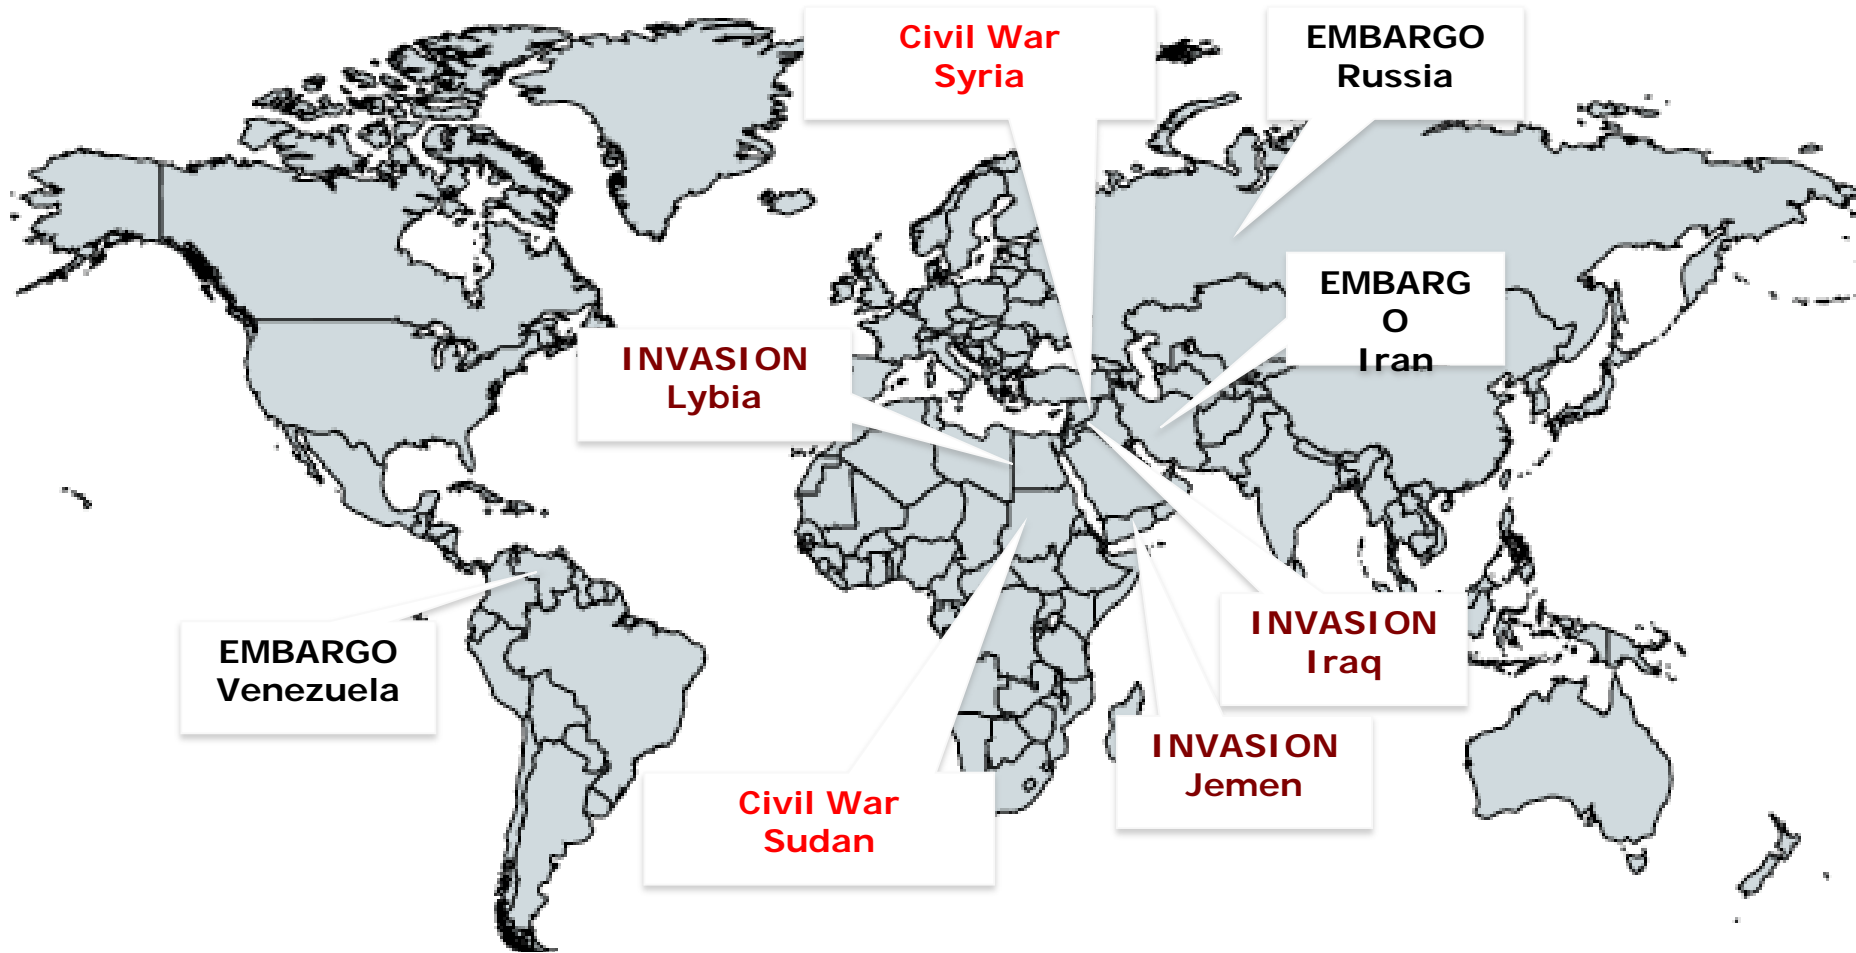 Civil War
Syria
EMBARGO
Russia
EMBARG
O
Iran
INVASION
Lybia
EMBARGO
Venezuela
INVASION
Iraq
INVASION
Jemen
Civil War
Sudan